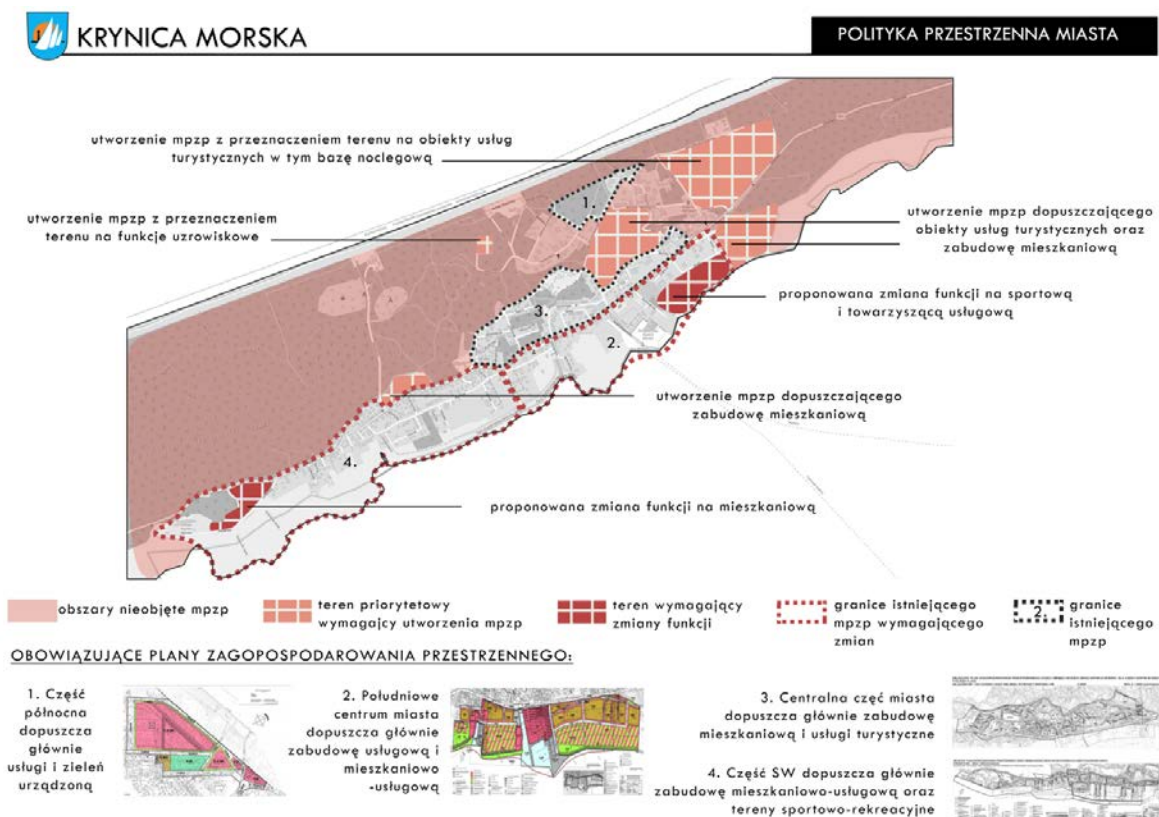 KRYNICA MORSKA
POLITYKA PRZESTRZENNA MIASTA
utworzenie mpzp z przeznaczeniem terenu na obiekty usług
turystycznych w tym bazę noclegową
utworzenie mpzp z przeznaczeniem
terenu na funkcje uzrowiskowe
utworzenie mpzp dopuszczającego
obiekty usług turystycznych oraz
zabudowę mieszkaniową
proponowana zmiana funkcji na sportową
i towarzyszącą usługową
utworzenie mpzp dopuszczającego
zabudowę mieszkaniową
proponowana zmiana funkcji na mieszkaniową
1.
3.
2.
4.
obszary nieobjęte mpzp
teren priorytetowy
wymagajcy utworzenia mpzp
teren wymagający
zmiany funkcji
granice istniejącego
mpzp wymagającego
zmian
2.
granice
istniejącego
mpzp
OBOWIĄZUJĄCE PLANY ZAGOPOSPODAROWANIA PRZESTRZENNEGO:
1. Część
północna
dopuszcza
głównie
usługi i zieleń
urządzoną
2. Południowe
centrum miasta
dopuszcza głównie
zabudowę usługową i
mieszkaniowo
-usługową
3. Centralna częć miasta
dopuszcza głównie zabudowę
mieszkaniową i usługi turystyczne
4. Część SW dopuszcza głównie
zabudowę mieszkaniowo-usługową oraz
tereny sportowo-rekreacyjne